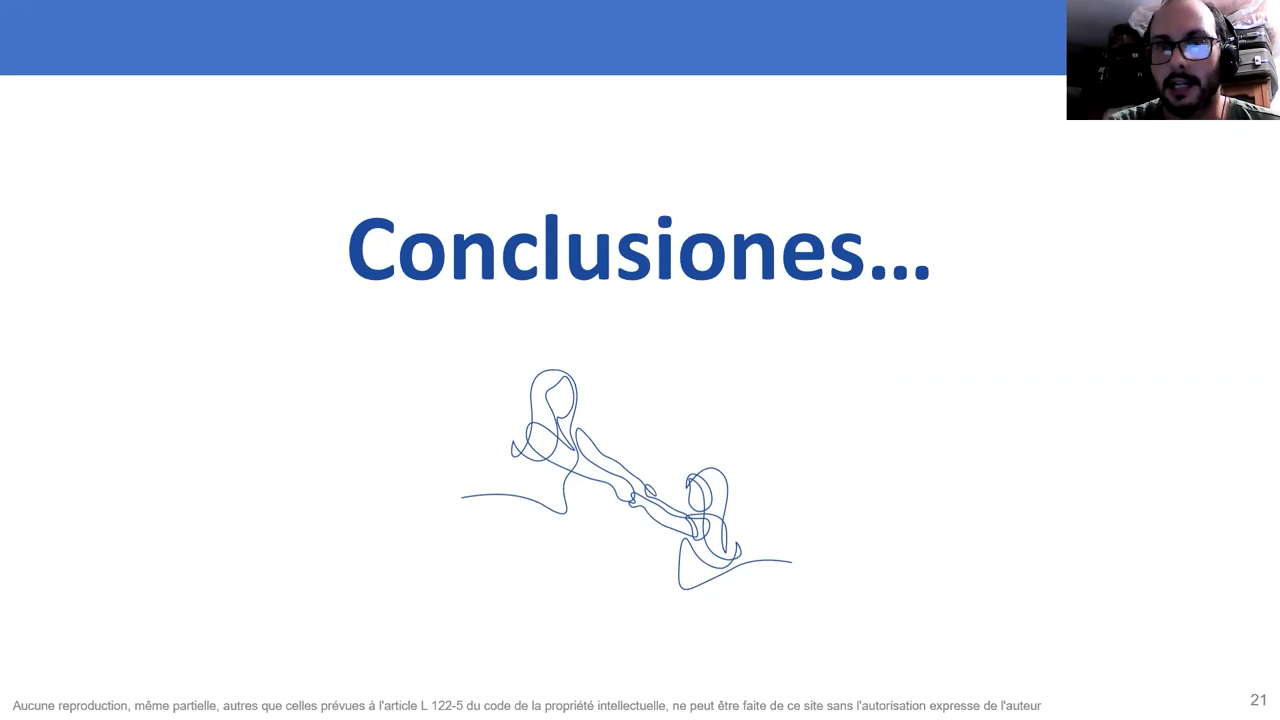 Conclusiones...
Aucune reproduction, même partielle, autres que celles prévues à l'article L 122-5 du code de la propriété intellectuelle, ne peut être faite de ce site sans l'autorisation expresse de l'auteur
21